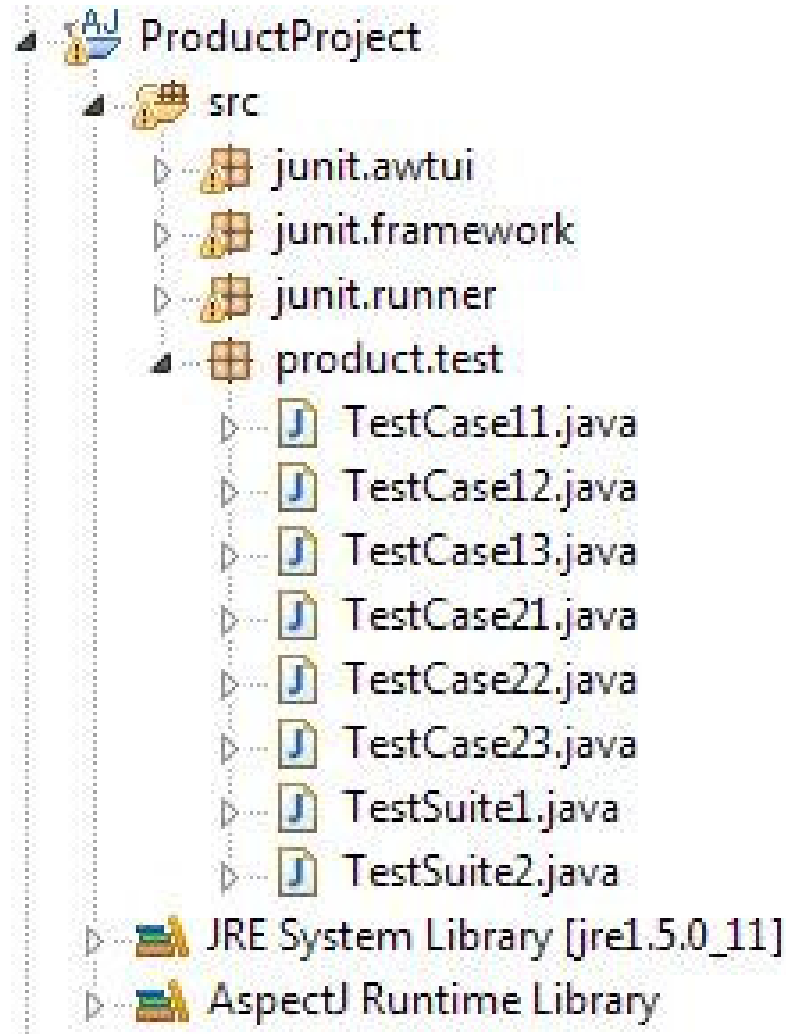 AJ ProductProject
src
junit.awtui
junit.framework
junit.runner
product.test
J TestCase11.java
J TestCase12.java
J TestCase13.java
J TestCase21.java
J TestCase22.java
J TestCase23.java
J TestSuite1.java
J TestSuite2.java
JRE System Library [jre1.5.0_11]
AspectJ Runtime Library